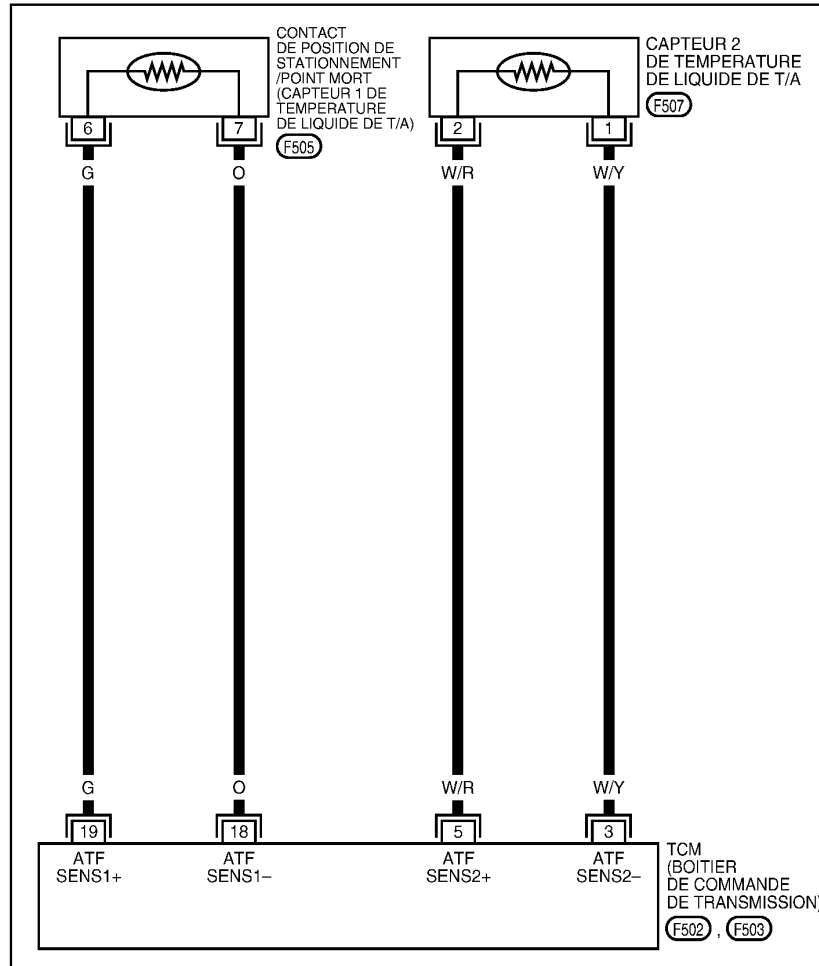 CONTACT
DE POSITION DE
STATIONNEMENT
/POINT MORT
(CAPTEUR 1 DE
TEMPERATURE
DE LIQUIDE DE T/A)
F505
CAPTEUR 2
DE TEMPERATURE
DE LIQUIDE DE T/A
F507
6
7
2
1
G
O
W/R
W/Y
G
O
W/R
W/Y
19
18
5
3
ATF
SENS1+
ATF
SENS1–
ATF
SENS2+
ATF
SENS2–
TCM
(BOITIER
DE COMMANDE
DE TRANSMISSION)
F502 , F503